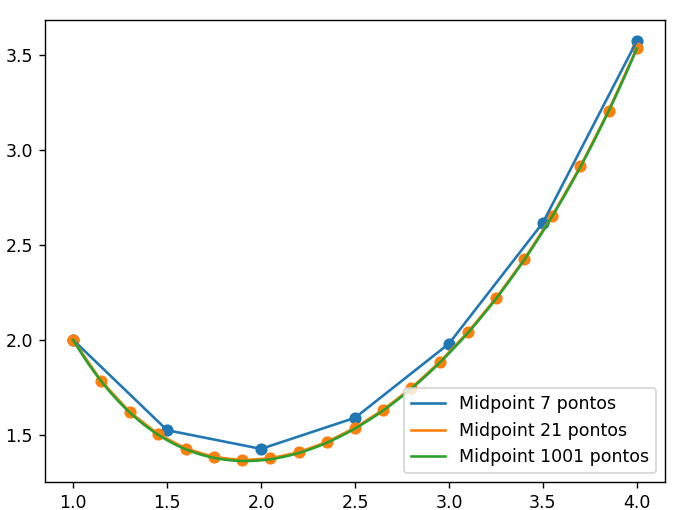 3.5
3.0
2.5
2.0
1.5
Midpoint 7 pontos
Midpoint 21 pontos
Midpoint 1001 pontos
1.0 1.5 2.0 2.5 3.0 3.5 4.0